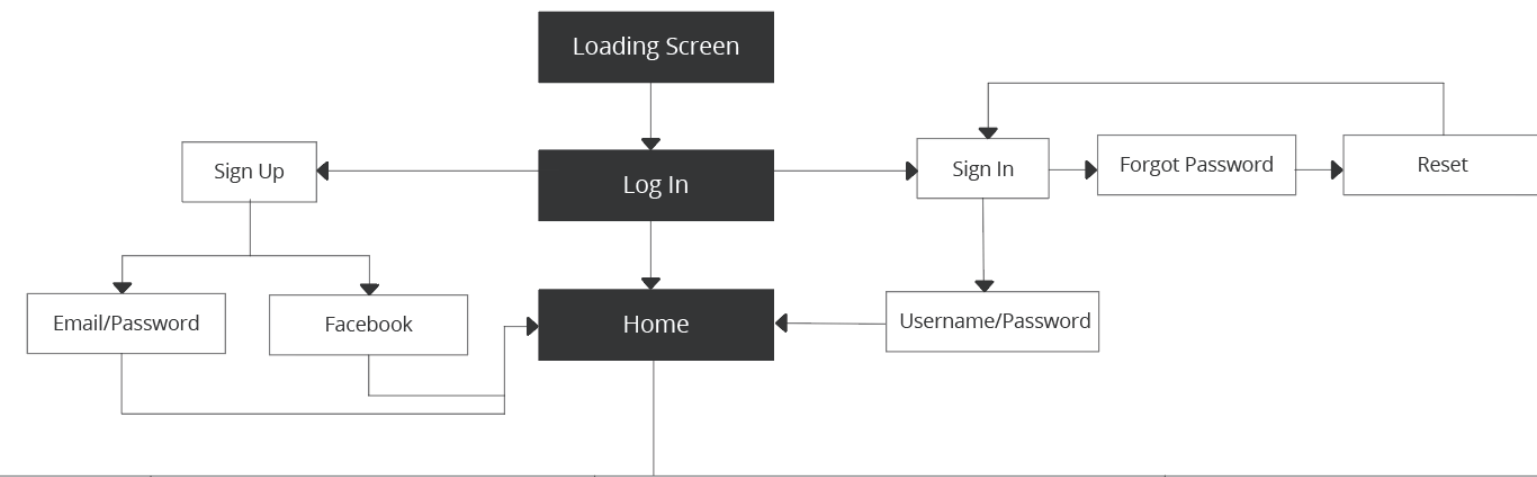 Loading Screen
Sign Up
Log In
Sign In
Forgot Password
Reset
Email/Password
Facebook
Home
Username/Password